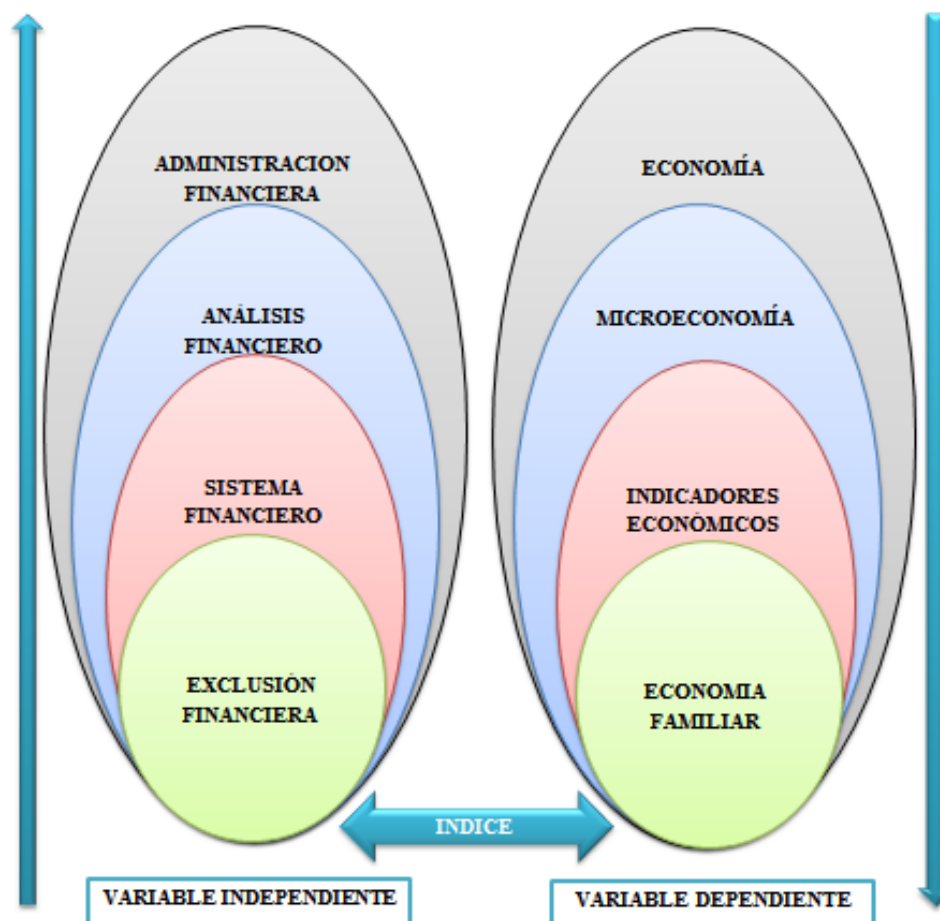 ADMINISTRACION
FINANCIERA
ANÁLISIS
FINANCIERO
SISTEMA
FINANCIERO
EXCLUSIÓN
FINANCIERA
ECONOMÍA
MICROECONOMÍA
INDICADORES
ECONÓMICOS
ECONOMIA
FAMILIAR
INDICE
VARIABLE INDEPENDIENTE
VARIABLE DEPENDIENTE